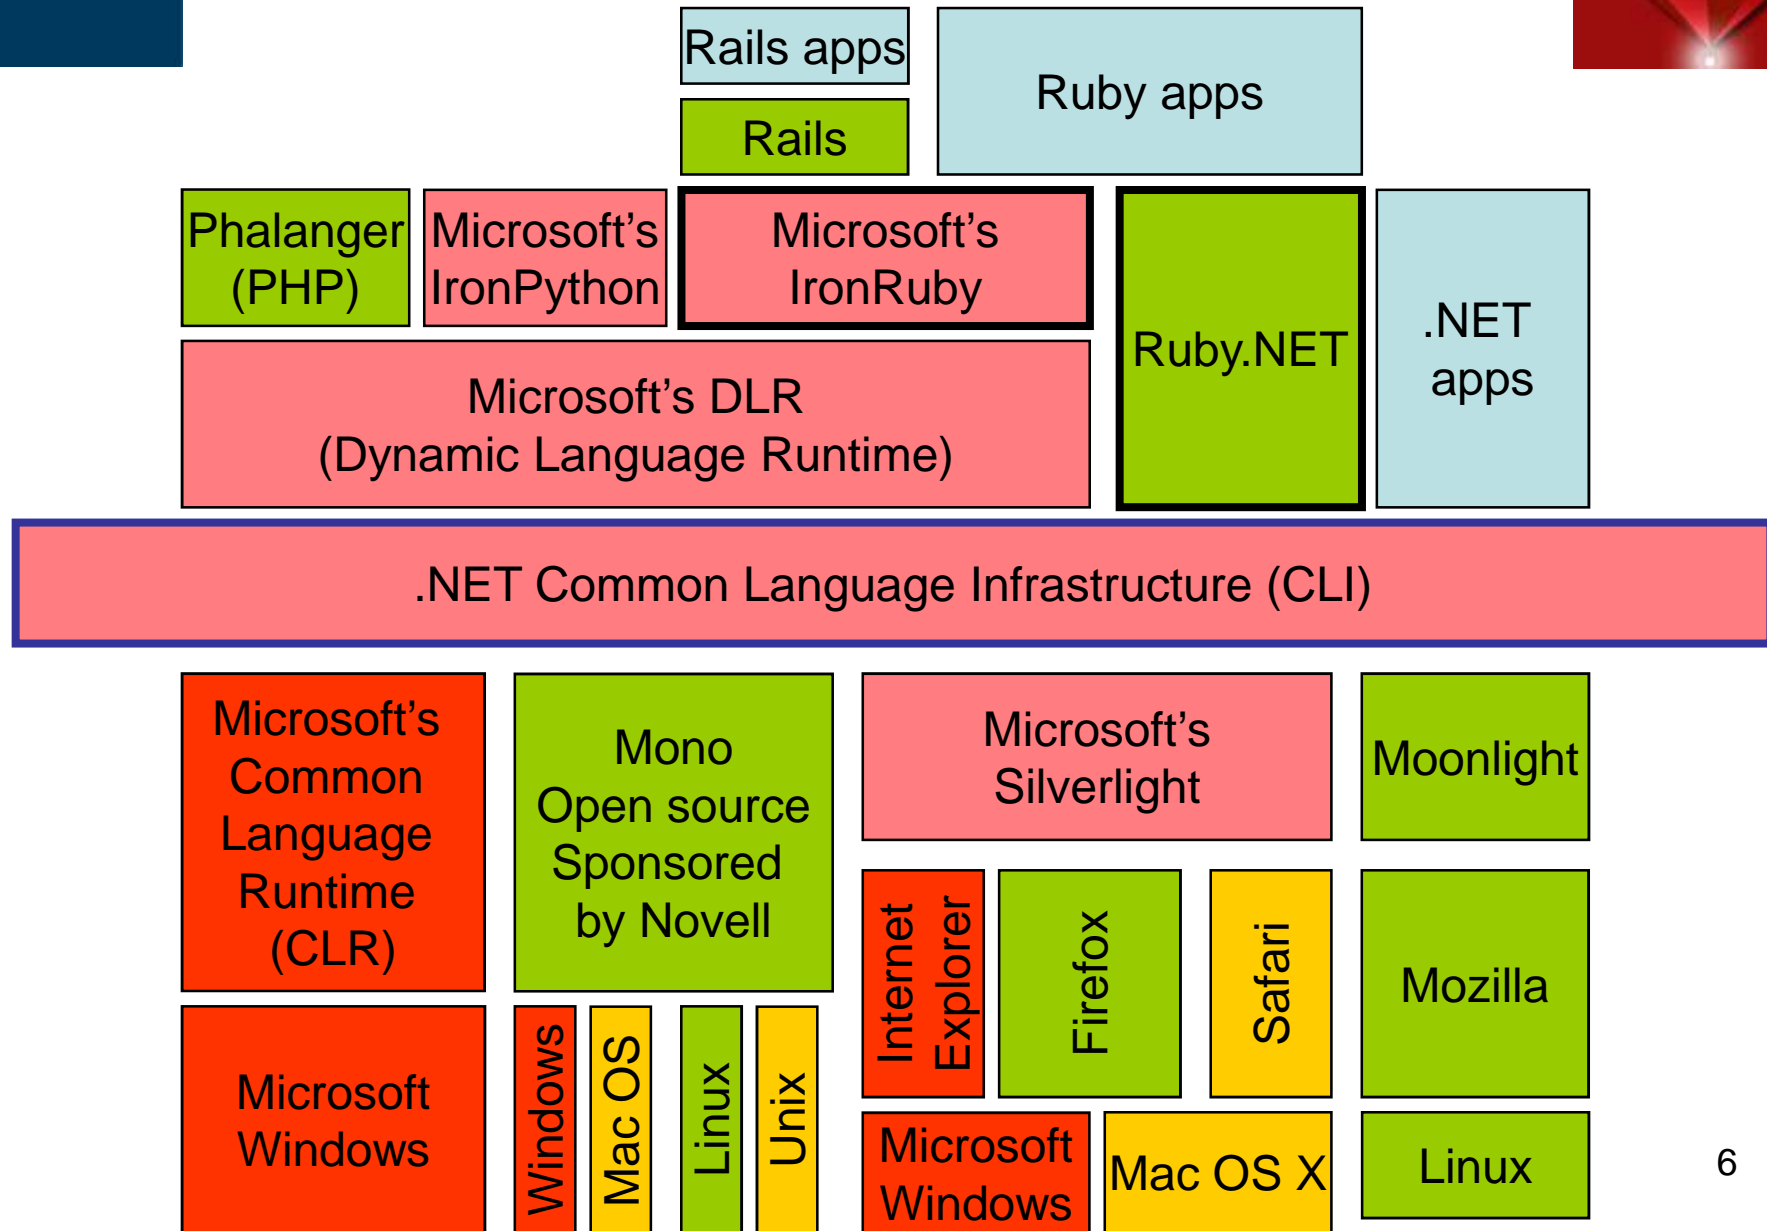 Rails apps
Ruby apps
Rails
Phalanger
(PHP)
Microsoft's
IronPython
Microsoft's
IronRuby
Ruby.NET
.NET
apps
Microsoft's DLR
(Dynamic Language Runtime)
.NET Common Language Infrastructure (CLI)
Microsoft's
Common
Language
Runtime
(CLR)
Mono
Open source
Sponsored
by Novell
Microsoft's
Silverlight
Moonlight
Internet
Explorer
Firefox
Safari
Mozilla
Microsoft
Windows
Windows
Mac OS
Linux
Unix
Microsoft
Windows
Mac OS X
Linux
6